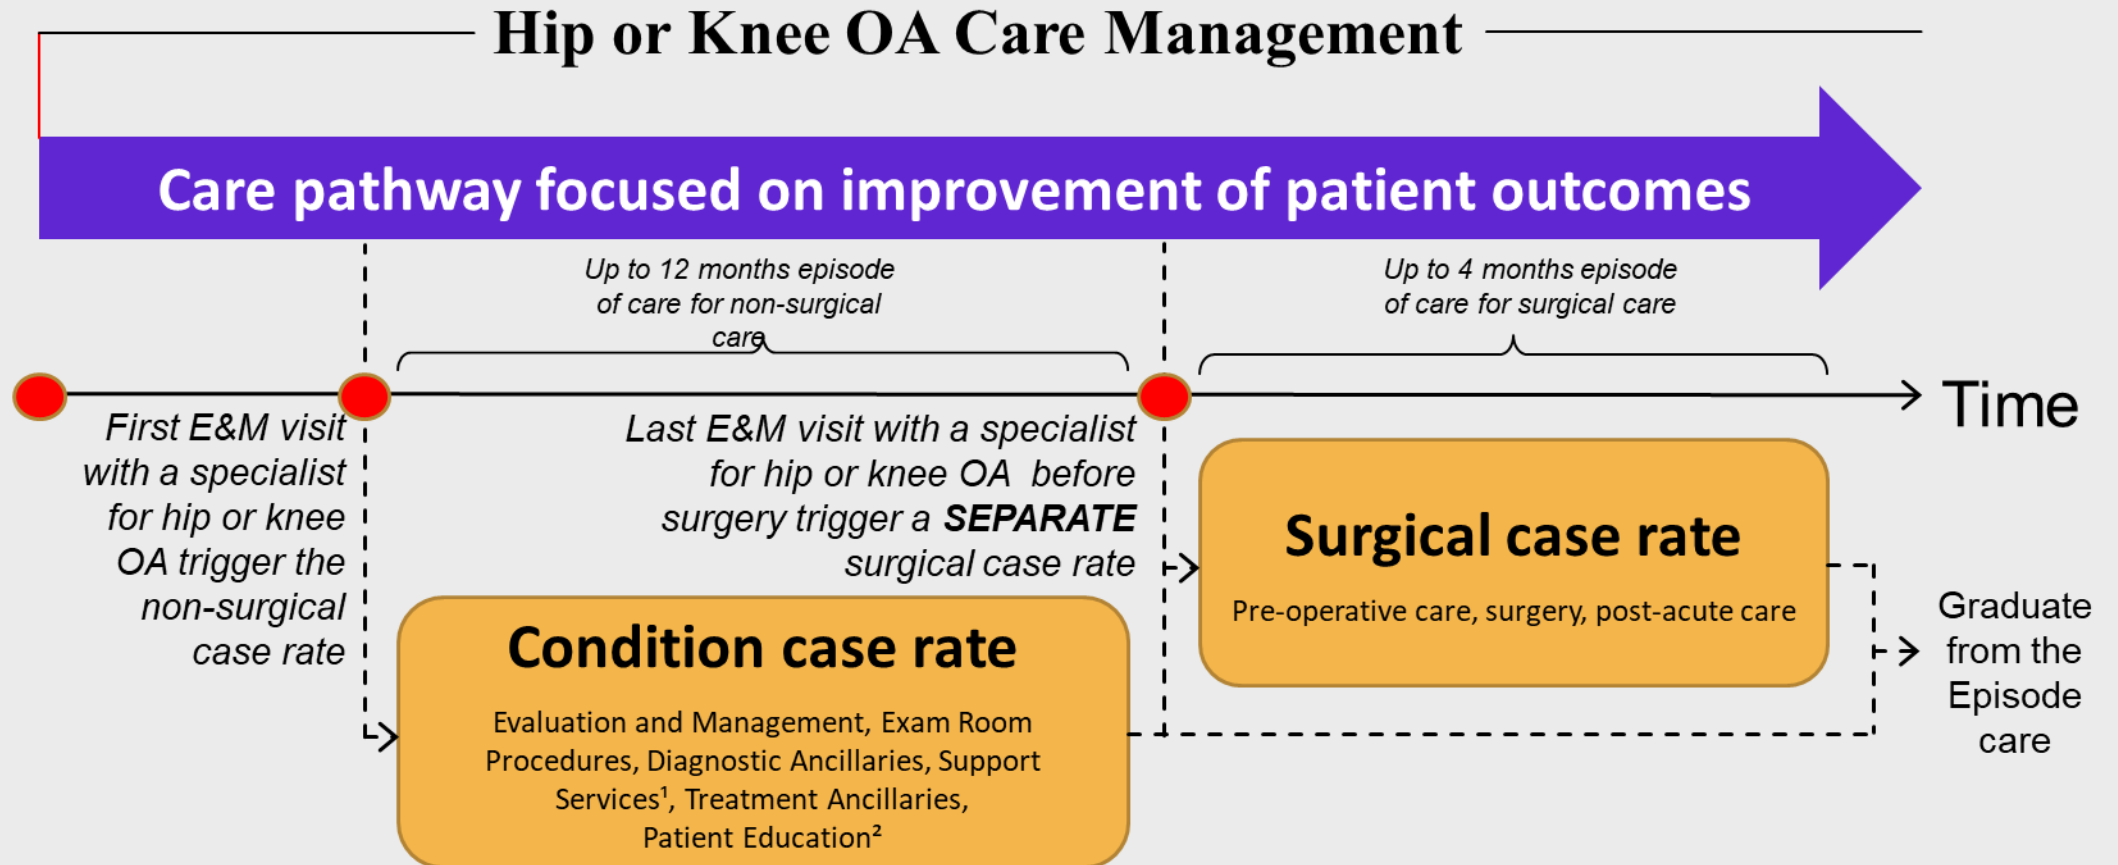 Hip or Knee OA Care Management
Care pathway focused on improvement of patient outcomes
Up to 12 months episode
of care for non-surgical
care
Up to 4 months episode
of care for surgical care
Time
First E&M visit
with a specialist
for hip or knee
OA trigger the
non-surgical
case rate
Last E&M visit with a specialist
for hip or knee OA before
surgery trigger a SEPARATE
surgical case rate
Surgical case rate
Pre-operative care, surgery, post-acute care
Condition case rate
Evaluation and Management, Exam Room
Procedures, Diagnostic Ancillaries, Support
Services¹, Treatment Ancillaries,
Patient Education²
Graduate
from the
Episode
care